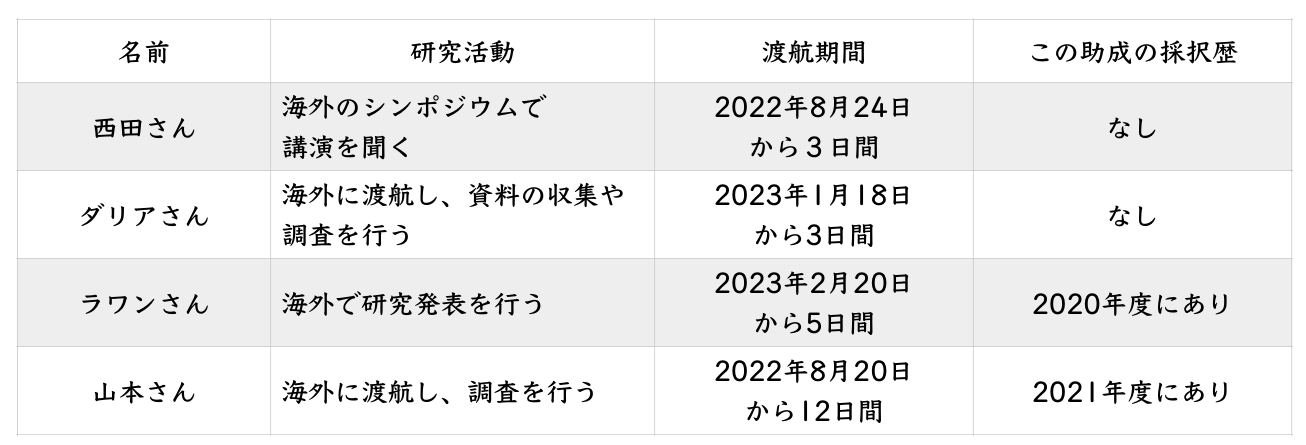 名前 研究活動 渡航期間 この助成の採択歴
西田さん
海外のシンポジウムで
講演を聞く
2022年8月24日
から３日間
なし
ダリアさん
海外に渡航し、資料の収集や
調査を行う
2023年1月18日
から3日間
なし
ラワンさん
海外で研究発表を行う
2023年2月20日
から5日間
2020年度にあり
山本さん
海外に渡航し、調査を行う
2022年8月20日
から12日間
2021年度にあり